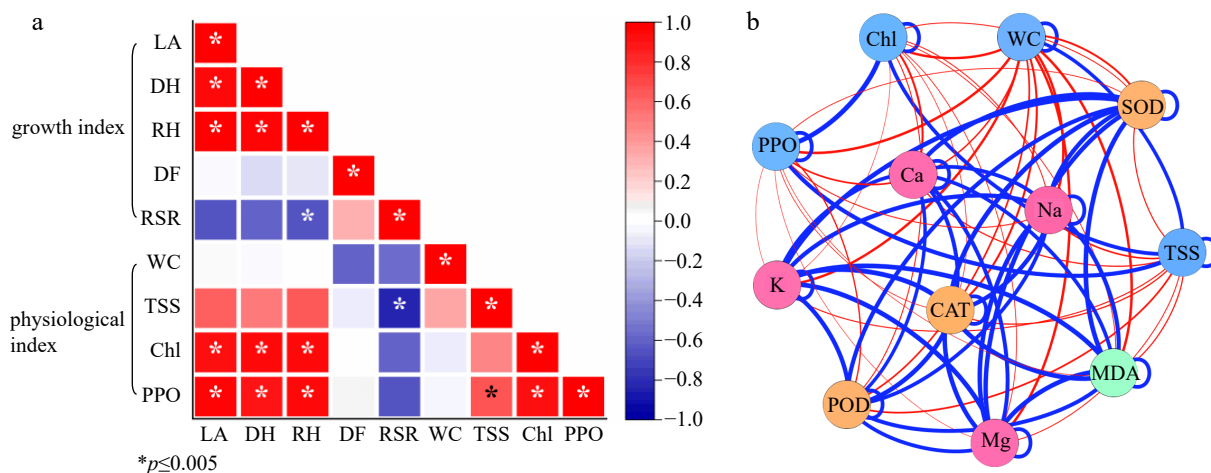 a
LA
DH
RH
DF
RSR
WC
TSS
Chl
PPO
growth index
physiological
index
* * * * * * * * * * * * * * * * * * * * *
LA DH RH DF RSR WC TSS Chl PPO
*p≤0.005
1.0
0.8
0.6
0.4
0.2
0.0
−0.2
−0.4
−0.6
−0.8
−1.0
b
Chl
WC
SOD
PPO
Ca
Na
TSS
K
CAT
MDA
POD
Mg